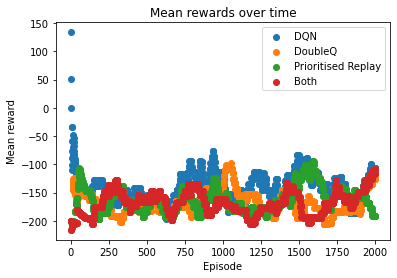 Mean rewards over time
150
100
50
0
−50
−100
−150
−200
Mean reward
DQN
DoubleQ
Prioritised Replay
Both
0 250 500 750 1000 1250 1500 1750 2000
Episode